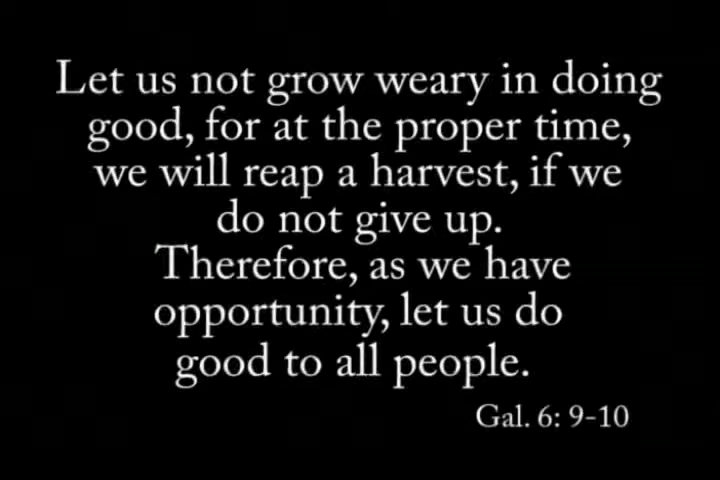 Let us not grow weary in doing
good, for at the proper time,
we will reap a harvest, if we
do not give up.
Therefore, as we have
opportunity, let us do
good to all people.
Gal. 6: 9-10